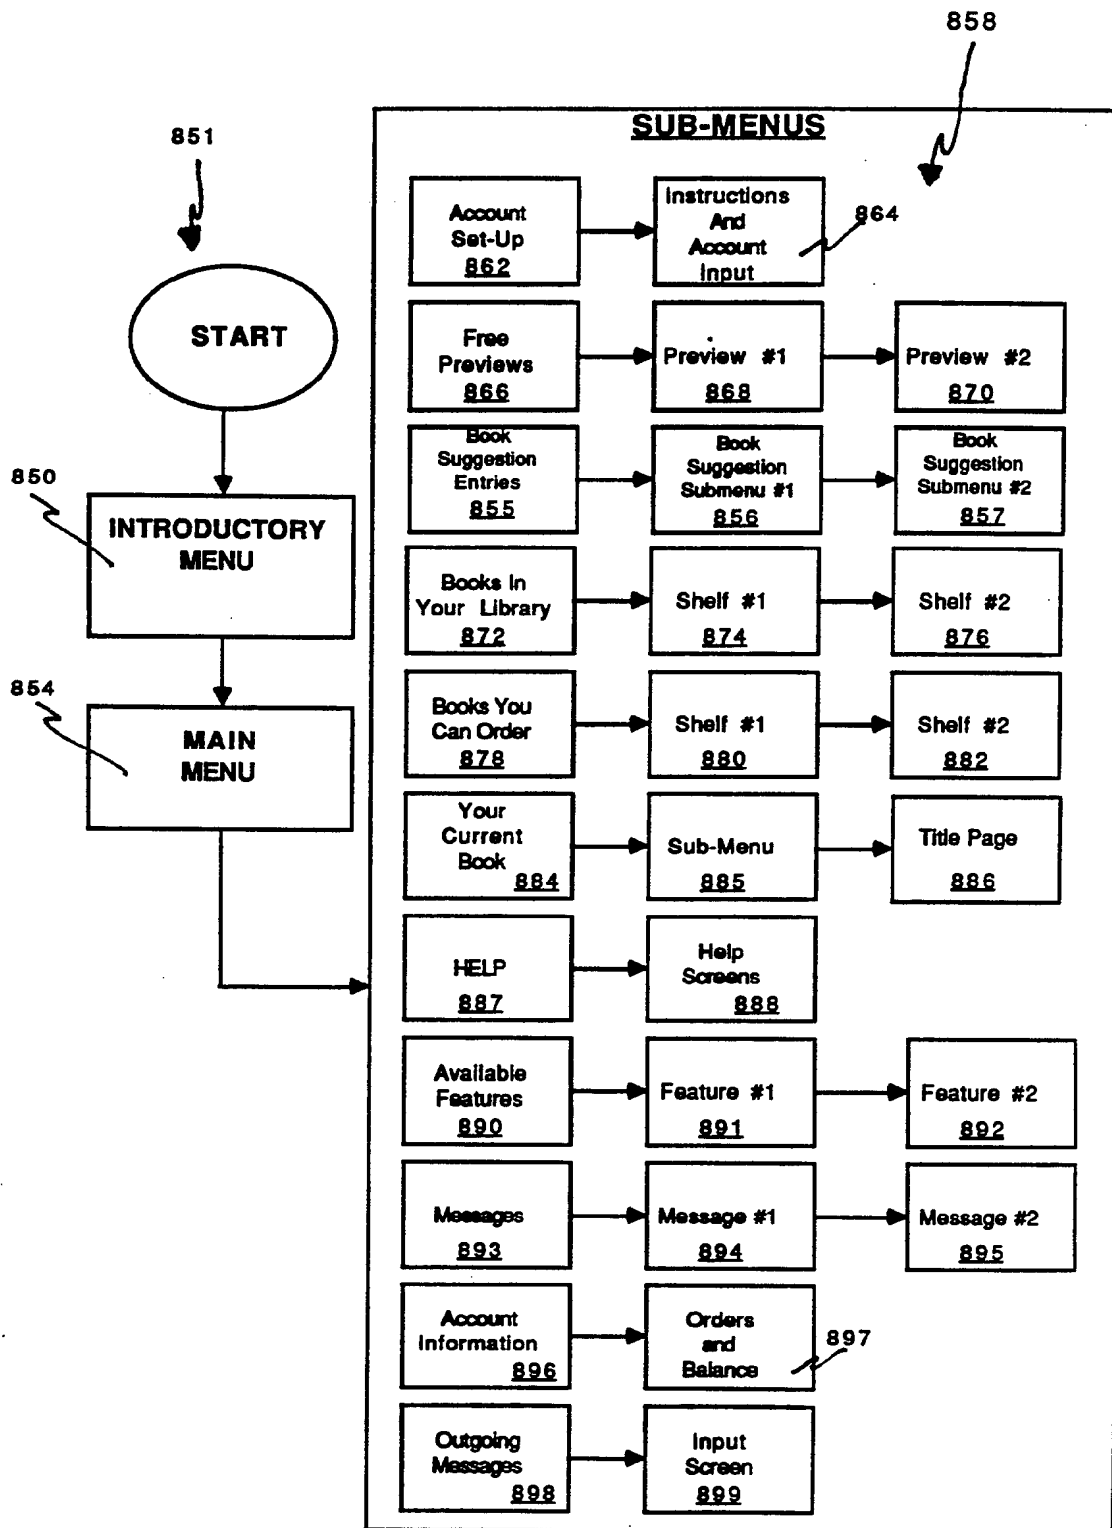 858
851
START
850
INTRODUCTORY
MENU
854
MAIN
MENU
SUB-MENUS
Account
Set-Up
862
Instructions
And
Account
Input
864
Free
Previews
866
Preview #1
868
Preview #2
870
Book
Suggestion
Entries
855
Book
Suggestion
Submenu #1
856
Book
Suggestion
Submenu #2
857
Books In
Your Library
872
Shelf #1
874
Shelf #2
876
Books You
Can Order
878
Shelf #1
880
Shelf #2
882
Your
Current
Book
884
Sub-Menu
885
Title Page
886
HELP
887
Help
Screens
888
Available
Features
890
Feature #1
891
Feature #2
892
Messages
893
Message #1
894
Message #2
895
Account
Information
896
Orders
and
Balance
897
Outgoing
Messages
898
Input
Screen
899